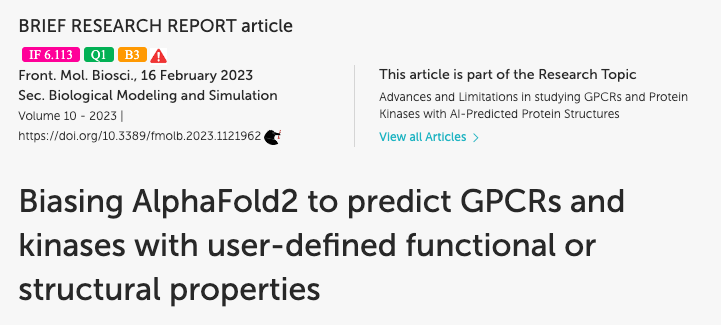 BRIEF RESEARCH REPORT article
IF 6.113 Q1 B3
Front. Mol. Biosci., 16 February 2023
Sec. Biological Modeling and Simulation
Volume 10 - 2023 |
https://doi.org/10.3389/fmolb.2023.1121962
This article is part of the Research Topic
Advances and Limitations in studying GPCRs and Protein
Kinases with AI-Predicted Protein Structures
View all Articles
Biasing AlphaFold2 to predict GPCRs and
kinases with user-defined functional or
structural properties